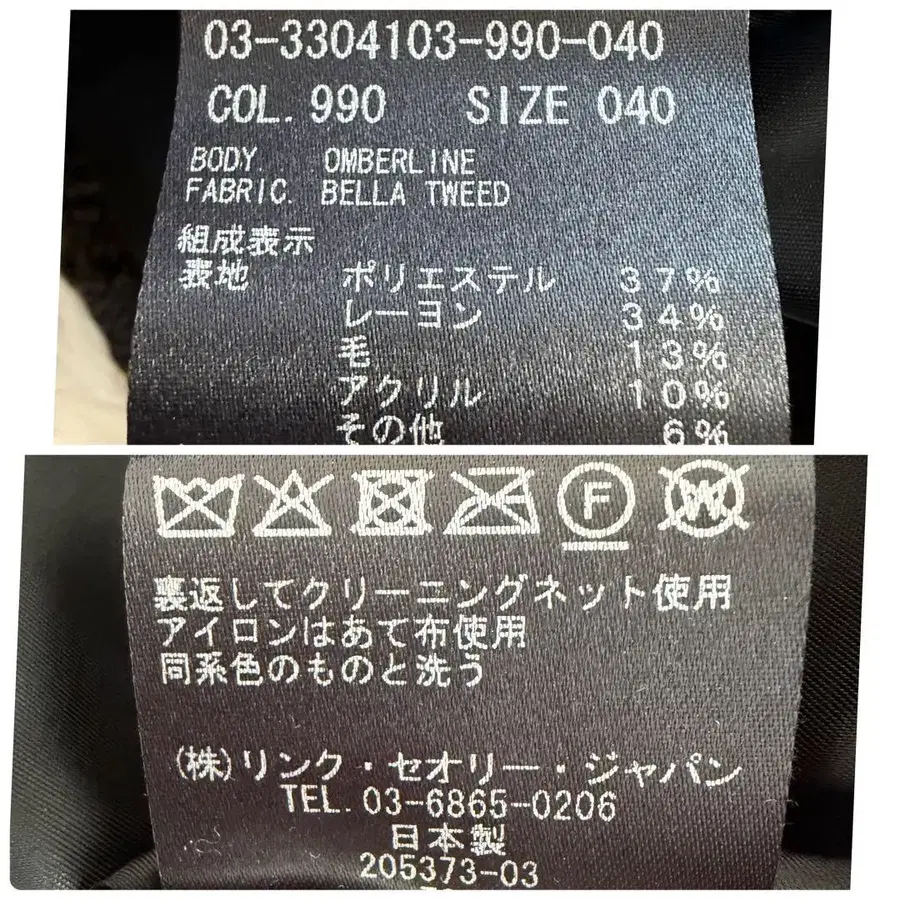 03-3304103-990-040
COL. 990 SIZE 040
BODY. OMBERLINE
FABRIC. BELLA TWEED
組成表示
表地 ポリエステル 37%
レーヨン 34%
毛 13%
アクリル 10%
その他 6%
F W
裏返してクリーニングネット使用
アイロンはあて布使用
同系色のものと洗う
(株)リンク・セオリー・ジャパン
TEL. 03-6865-0206
日本製
205373-03